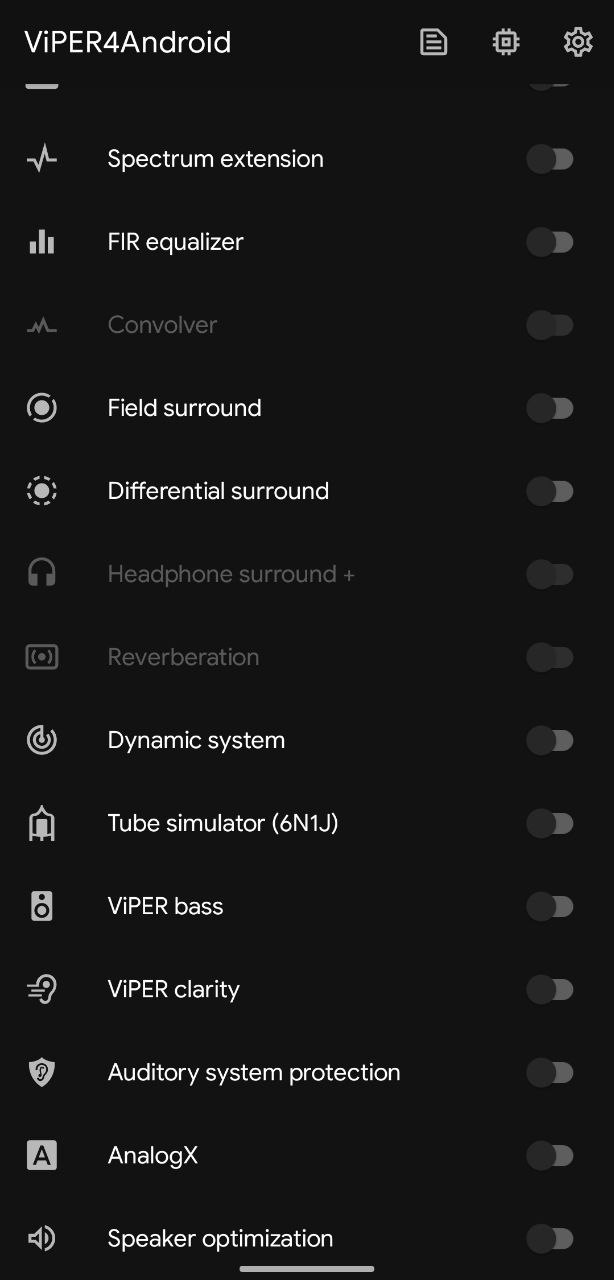 ViPER4Android
Spectrum extension
FIR equalizer
Convolver
Field surround
Differential surround
Headphone surround +
Reverberation
Dynamic system
Tube simulator (6N1J)
ViPER bass
ViPER clarity
Auditory system protection
A AnalogX
Speaker optimization